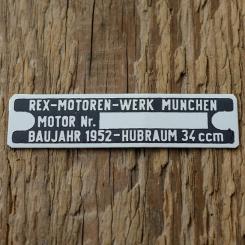 REX-MOTOREN-WERK MUNCHEN
MOTOR Nr.
BAUJAHR 1952-HUBRAUM 34 ccm